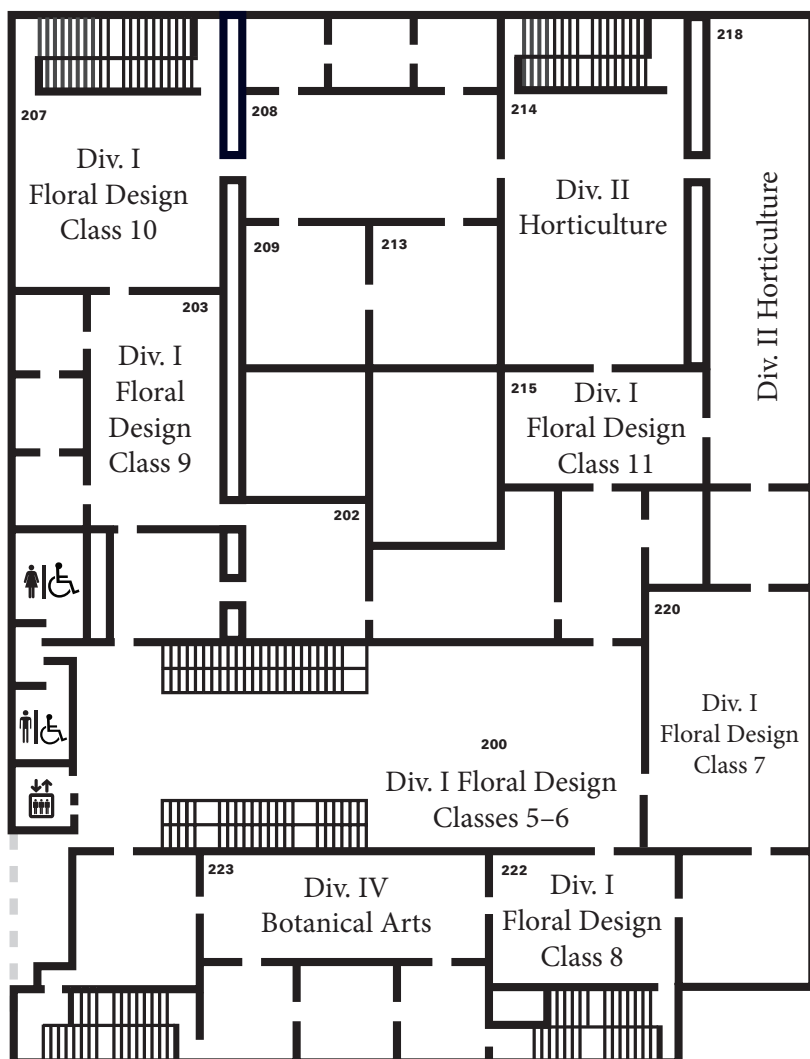 218
207
208
214
Div. I
Floral Design
Class 10
Div. II
Horticulture
Div. II Horticulture
209
213
203
Div. I
Floral
Design
Class 9
215
Div. I
Floral Design
Class 11
202
220
Div. I
Floral Design
Class 7
200
Div. I Floral Design
Classes 5–6
223
Div. IV
Botanical Arts
222
Div. I
Floral Design
Class 8